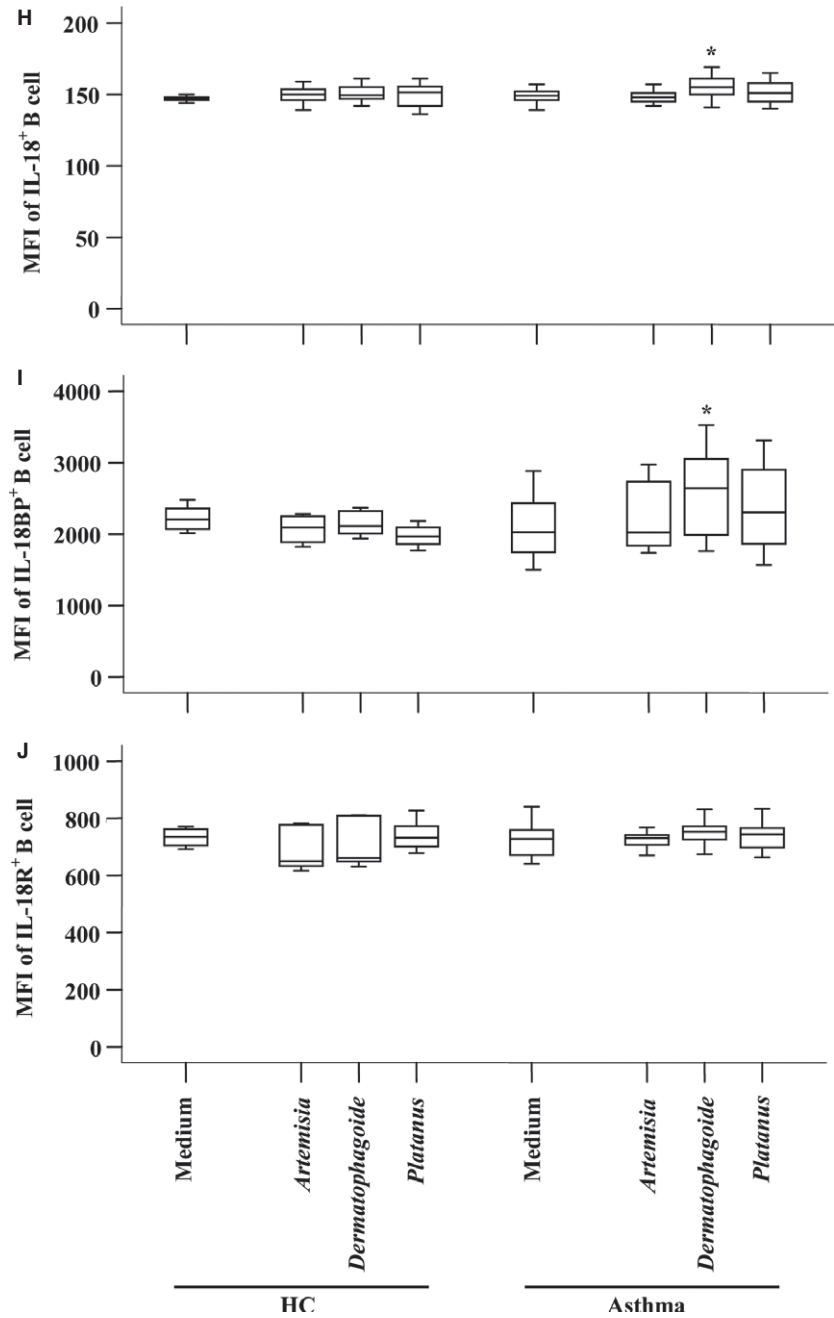 H
MFI of IL-18+ B cell
200
150
100
50
0
*
I
MFI of IL-18BP+ B cell
4000
3000
2000
1000
0
*
J
MFI of IL-18R+ B cell
1000
800
600
400
200
0
Medium
Artemisia
Dermatophagoide
Platanus
Medium
Artemisia
Dermatophagoide
Platanus
HC
Asthma